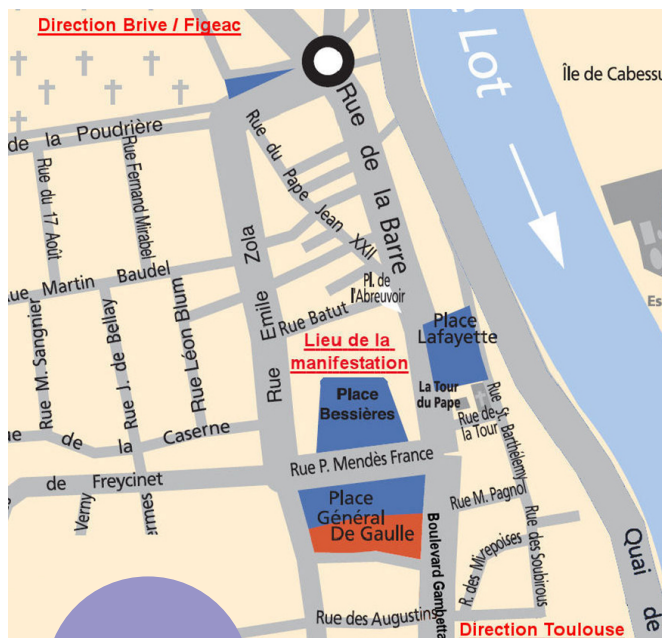 Direction Brive / Figeac
Lot
Île de Cabessu
Rue de la Barre
de la Poudrière
Rue du Pape Jean XXII
Rue Fernand Mirabel
Rue du 17 Août
ue Martin Baudel
Rue Emile Zola
Pl. de
l'Abreuvoir
Rue Batut
Es
Rue M. Sangnier
Rue J. de Bellay
Rue Léon Blum
Place
Lafayette
Lieu de la
manifestation
La Tour
du Pape
Place
Bessières
Rue St. Barthélemy
Rue de
la Tour
ue de la Caserne
Rue P. Mendès France
de Freycinet
Verny
Place
Général
De Gaulle
Boulevard Gambetta
Rue M. Pagnol
Rue des Soubirous
R. des Mirepoises
Quai de
Rue des Augustins
Direction Toulouse